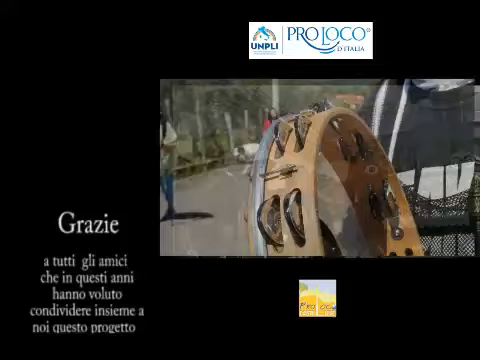 UNPLI
PRO LOCO
D'ITALIA
Grazie
a tutti gli amici
che in questi anni
hanno voluto
condividere insieme a
noi questo progetto